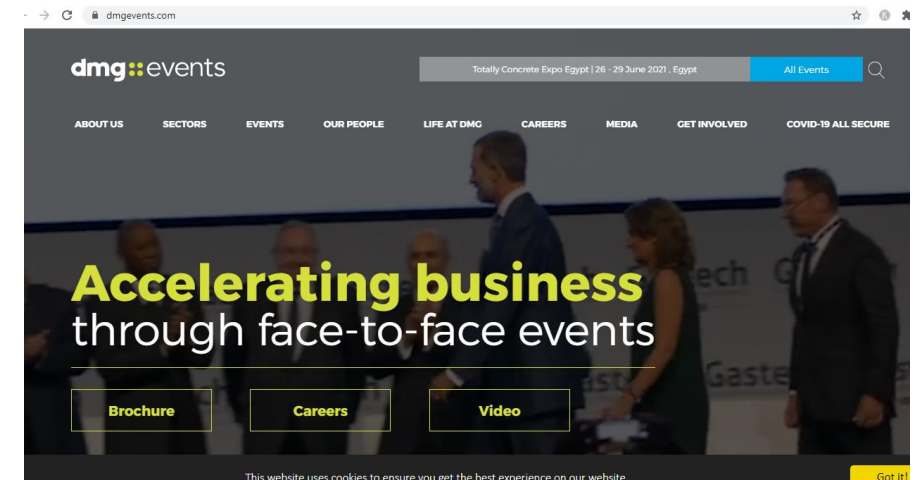 dmgevents.com
dmg::events
Totally Concrete Expo Egypt | 26 - 29 June 2021 , Egypt
All Events
ABOUT US SECTORS EVENTS OUR PEOPLE LIFE AT DMG CAREERS MEDIA GET INVOLVED COVID-19 ALL SECURE
Accelerating business
through face-to-face events
Brochure Careers Video
This website uses cookies to ensure you get the best experience on our website
Got it!